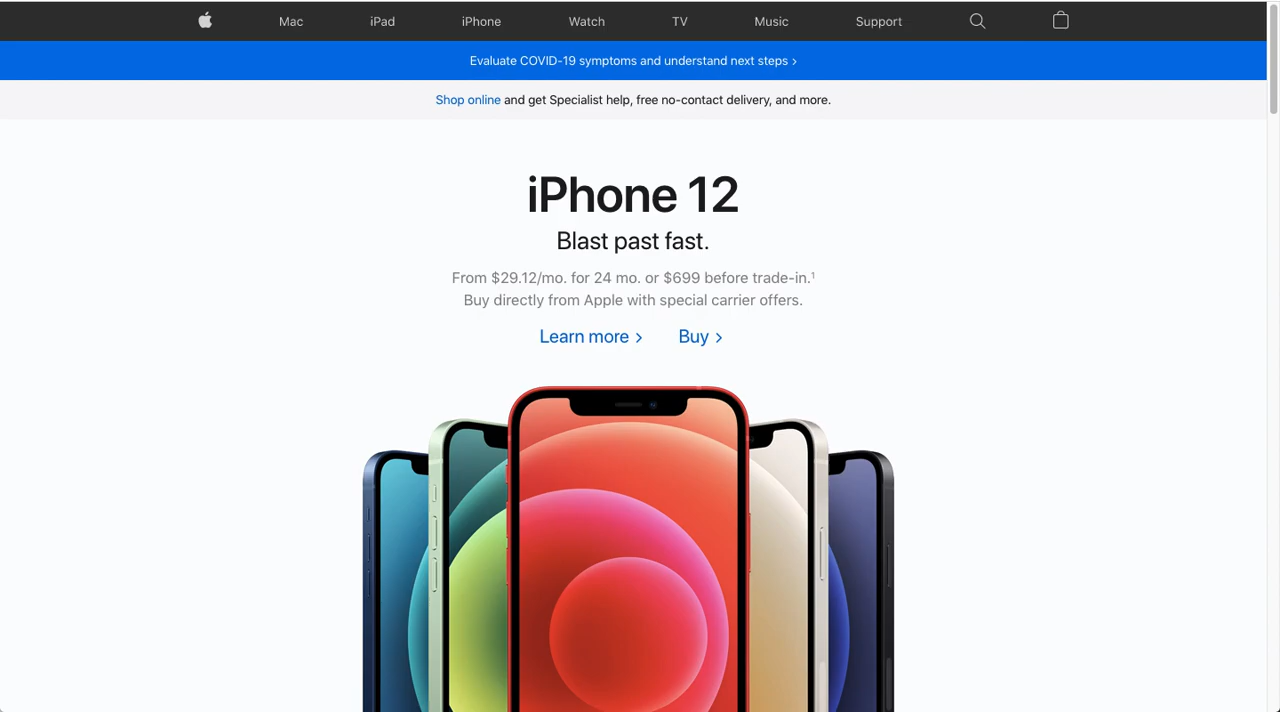 Mac iPad iPhone Watch TV Music Support
Evaluate COVID-19 symptoms and understand next steps ›
Shop online and get Specialist help, free no-contact delivery, and more.
iPhone 12
Blast past fast.
From $29.12/mo. for 24 mo. or $699 before trade-in.¹
Buy directly from Apple with special carrier offers.
Learn more › Buy ›